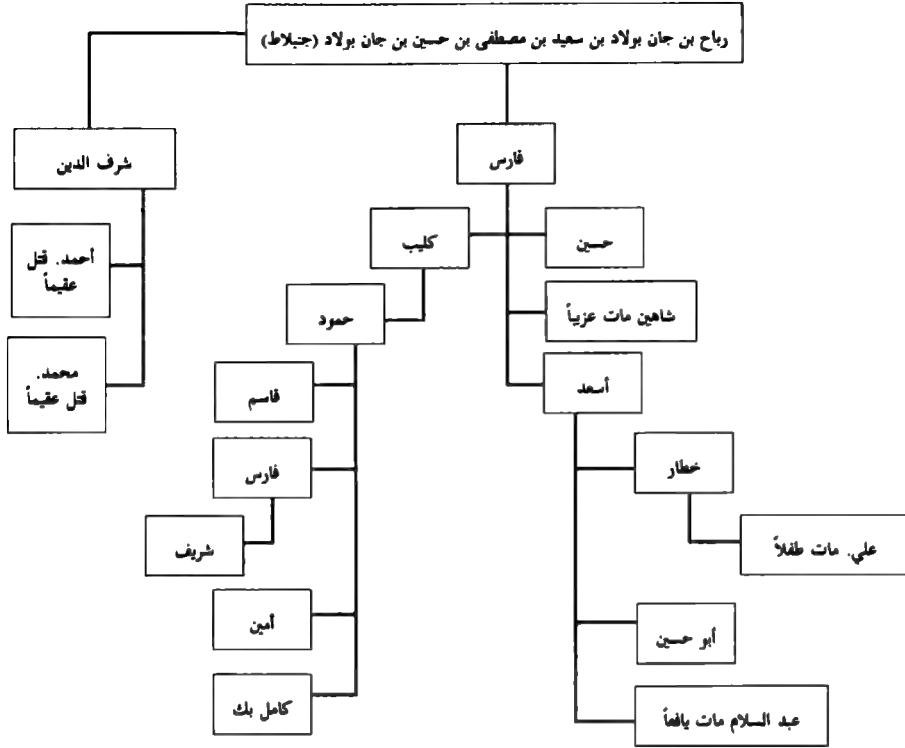 رباح بن جان بولاد بن سعيد بن مصطفى بن حسين بن جان بولاد (جنبلاط)
فارس
شرف الدين
حسين
كليب
أحمد. قتل
عقيماً
شاهين مات عزيباً
حمود
محمد.
قتل عقيماً
أسعد
قاسم
خطار
فارس
علي. مات طفلاً
شريف
أبو حسين
أمين
عبد السلام مات يافعاً
كامل بك